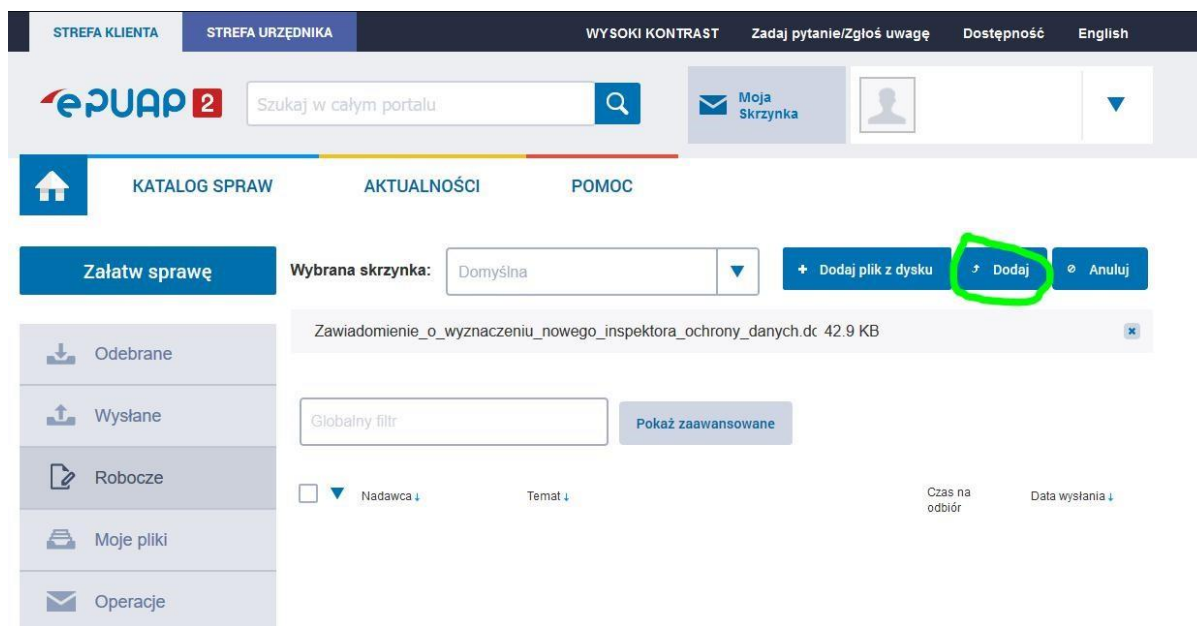 STREFA KLIENTA STREFA URZĘDNIKA WYSOKI KONTRAST Zadaj pytanie/Zgłoś uwagę Dostępność English
ePUAP 2 Szukaj w całym portalu Moja
Skrzynka
KATALOG SPRAW AKTUALNOŚCI POMOC
Załatw sprawę Wybrana skrzynka: Domyślna Dodaj plik z dysku Dodaj Anuluj
Zawiadomienie_o_wyznaczeniu_nowego_inspektora_ochrony_danych.dc 42.9 KB
Odebrane
Wysłane Globalny filtr Pokaż zaawansowane
Robocze Nadawca Temat Czas na
odbiór Data wysłania
Moje pliki
Operacje